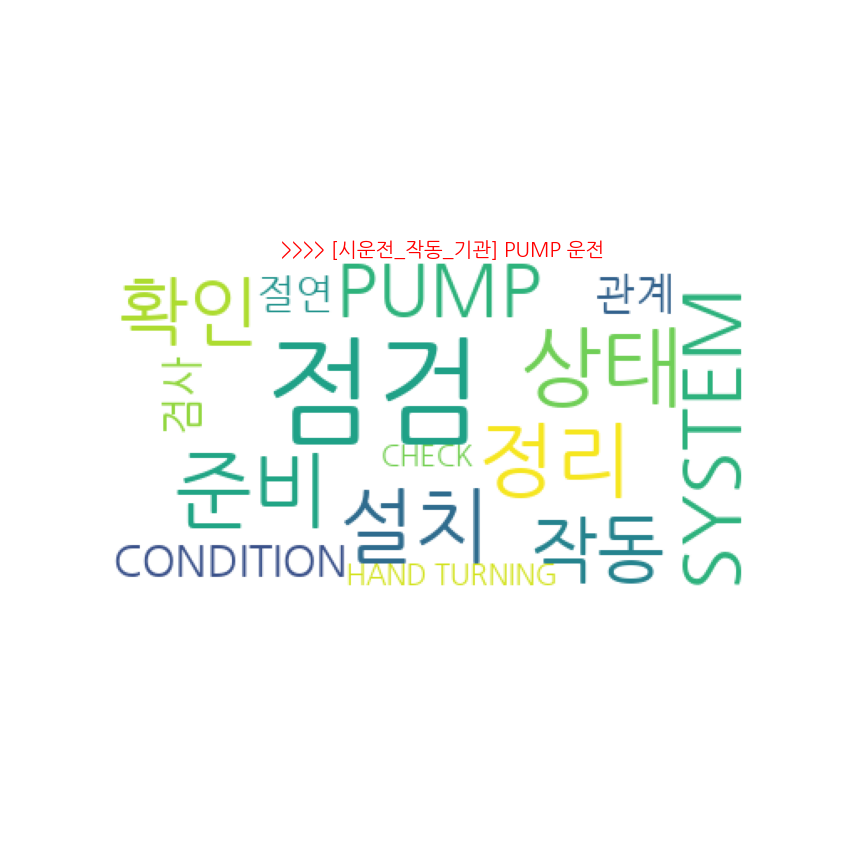 >>>> [시운전_작동_기관] PUMP 운전
확인
절연
PUMP
관계
점검
상태
SYSTEM
검사
CHECK
정리
준비
설치
작동
CONDITION
HAND TURNING